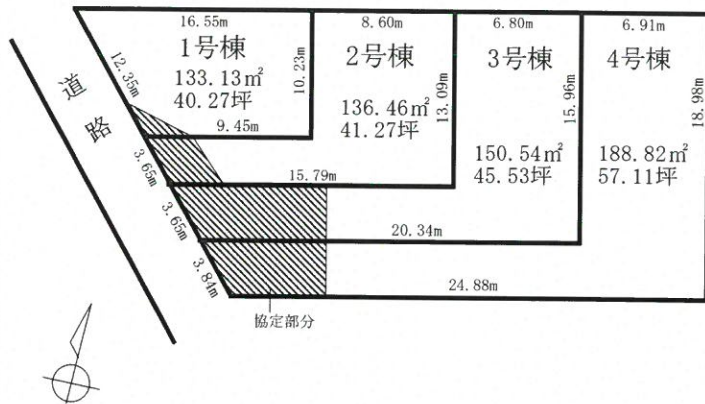 16.55m
8.60m
6.80m
6.91m
1号棟
133.13㎡
40.27坪
10.23m
12.35m
9.45m
2号棟
136.46㎡
41.27坪
13.09m
3号棟
150.54㎡
45.53坪
15.96m
4号棟
188.82㎡
57.11坪
18.98m
道路
3.65m
15.79m
3.65m
20.34m
3.84m
24.88m
協定部分